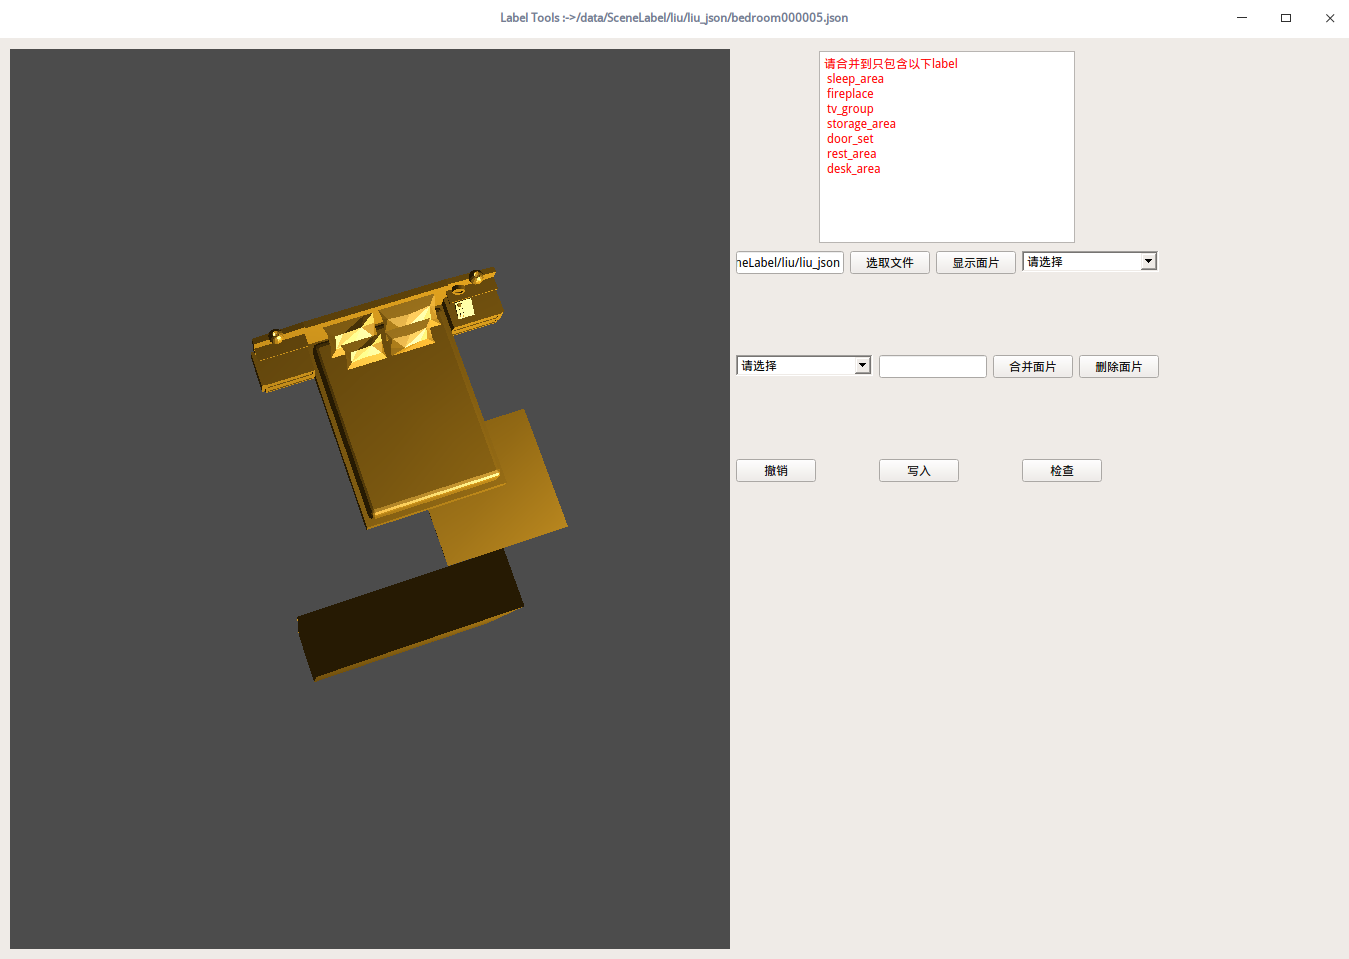 Label Tools :->/data/SceneLabel/liu/liu_json/bedroom000005.json
请合并到只包含以下label
sleep_area
fireplace
tv_group
storage_area
door_set
rest_area
desk_area
neLabel/liu/liu_json 选取文件 显示面片 请选择
请选择 合并面片 删除面片
撤销 写入 检查